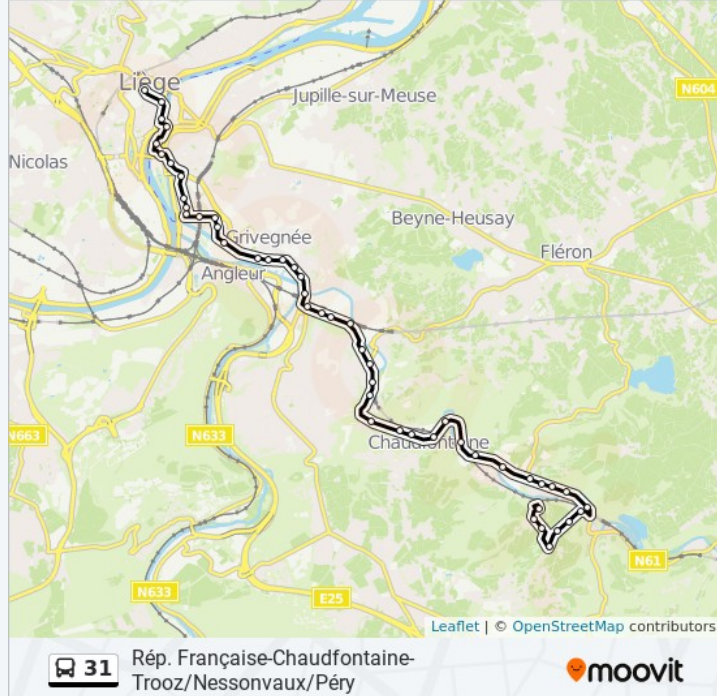 Liège
N604
Jupille-sur-Meuse
Nicolas
Beyne-Heusay
Grivegnée
Fléron
Angleur
N663
N633
Chaudfontaine
N61
N633
E25
Leaflet | © OpenStreetMap contributors
31
Rép. Française-Chaudfontaine-
Trooz/Nessonvaux/Péry
moovit